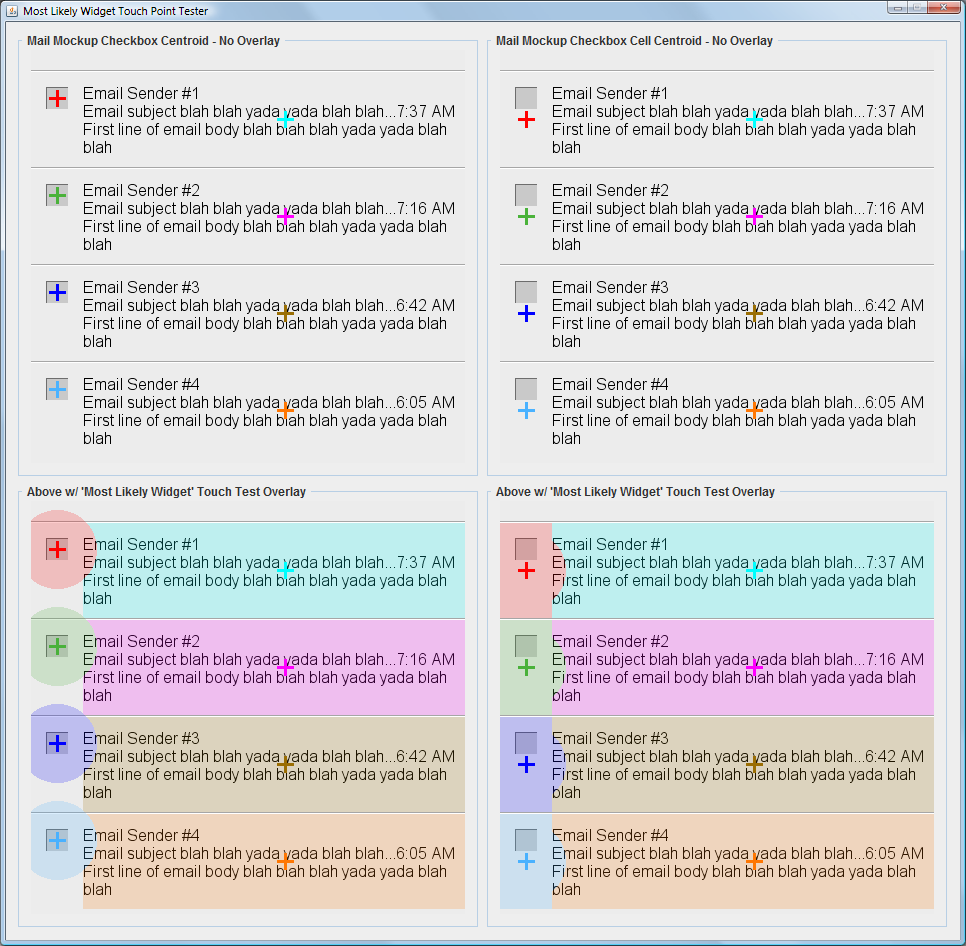 Most Likely Widget Touch Point Tester
Mail Mockup Checkbox Centroid - No Overlay
Email Sender #1
Email subject blah blah yada yada blah blah...7:37 AM
First line of email body blah blah blah yada yada blah
blah
Email Sender #2
Email subject blah blah yada yada blah blah...7:16 AM
First line of email body blah blah blah yada yada blah
blah
Email Sender #3
Email subject blah blah yada yada blah blah...6:42 AM
First line of email body blah blah blah yada yada blah
blah
Email Sender #4
Email subject blah blah yada yada blah blah...6:05 AM
First line of email body blah blah blah yada yada blah
blah
Mail Mockup Checkbox Cell Centroid - No Overlay
Email Sender #1
Email subject blah blah yada yada blah blah...7:37 AM
First line of email body blah blah blah yada yada blah
blah
Email Sender #2
Email subject blah blah yada yada blah blah...7:16 AM
First line of email body blah blah blah yada yada blah
blah
Email Sender #3
Email subject blah blah yada yada blah blah...6:42 AM
First line of email body blah blah blah yada yada blah
blah
Email Sender #4
Email subject blah blah yada yada blah blah...6:05 AM
First line of email body blah blah blah yada yada blah
blah
Above w/ 'Most Likely Widget' Touch Test Overlay
Email Sender #1
Email subject blah blah yada yada blah blah...7:37 AM
First line of email body blah blah blah yada yada blah
blah
Email Sender #2
Email subject blah blah yada yada blah blah...7:16 AM
First line of email body blah blah blah yada yada blah
blah
Email Sender #3
Email subject blah blah yada yada blah blah...6:42 AM
First line of email body blah blah blah yada yada blah
blah
Email Sender #4
Email subject blah blah yada yada blah blah...6:05 AM
First line of email body blah blah blah yada yada blah
blah
Above w/ 'Most Likely Widget' Touch Test Overlay
Email Sender #1
Email subject blah blah yada yada blah blah...7:37 AM
First line of email body blah blah blah yada yada blah
blah
Email Sender #2
Email subject blah blah yada yada blah blah...7:16 AM
First line of email body blah blah blah yada yada blah
blah
Email Sender #3
Email subject blah blah yada yada blah blah...6:42 AM
First line of email body blah blah blah yada yada blah
blah
Email Sender #4
Email subject blah blah yada yada blah blah...6:05 AM
First line of email body blah blah blah yada yada blah
blah